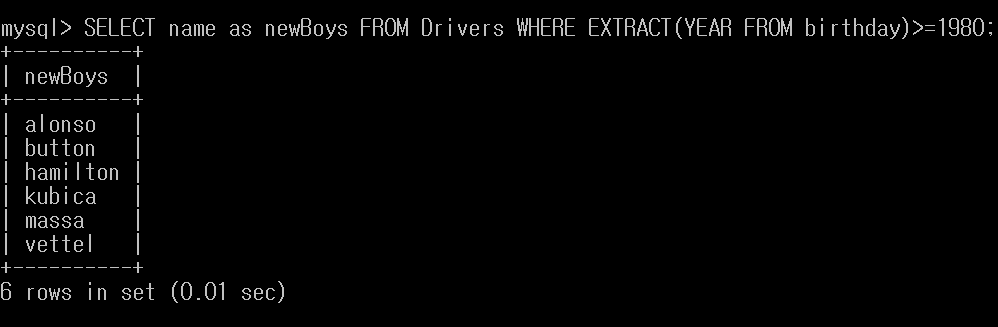 mysql> SELECT name as newBoys FROM Drivers WHERE EXTRACT(YEAR FROM birthday)>=1980;
+----------+
| newBoys  |
+----------+
| alonso   |
| button   |
| hamilton |
| kubica   |
| massa    |
| vettel   |
+----------+
6 rows in set (0.01 sec)